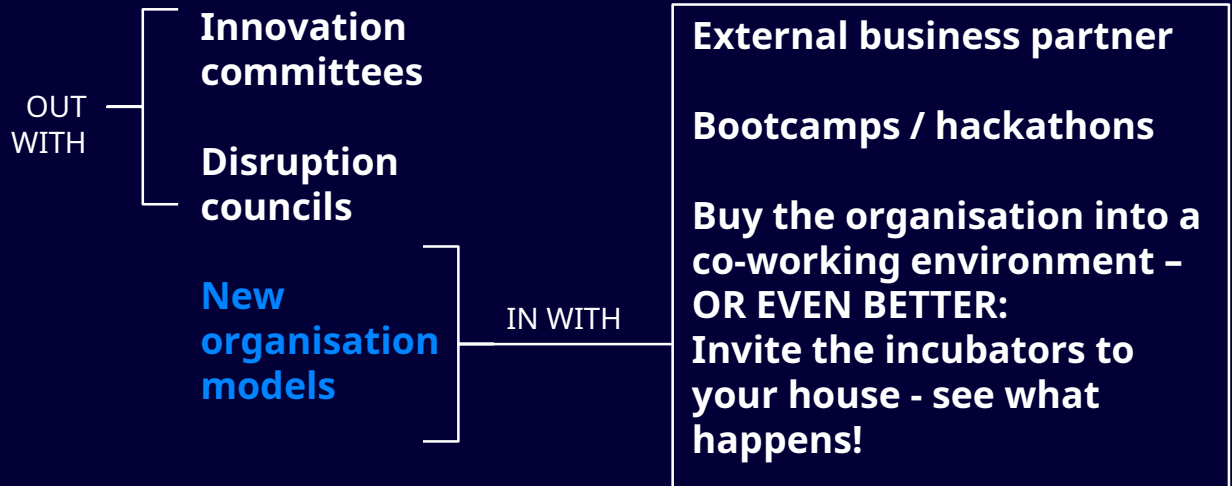 OUT
WITH
Innovation
committees
Disruption
councils
New
organisation
models
IN WITH
External business partner
Bootcamps / hackathons
Buy the organisation into a
co-working environment –
OR EVEN BETTER:
Invite the incubators to
your house - see what
happens!